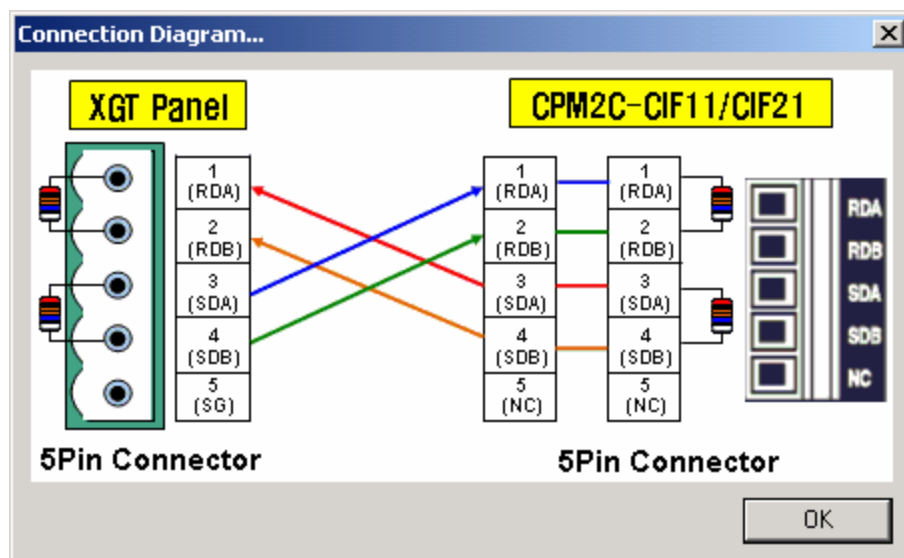 Connection Diagram...
XGT Panel
CPM2C-CIF11/CIF21
1
(RDA)
2
(RDB)
3
(SDA)
4
(SDB)
5
(SG)
1
(RDA)
2
(RDB)
3
(SDA)
4
(SDB)
5
(NC)
1
(RDA)
2
(RDB)
3
(SDA)
4
(SDB)
5
(NC)
RDA
RDB
SDA
SDB
NC
5Pin Connector
5Pin Connector
OK